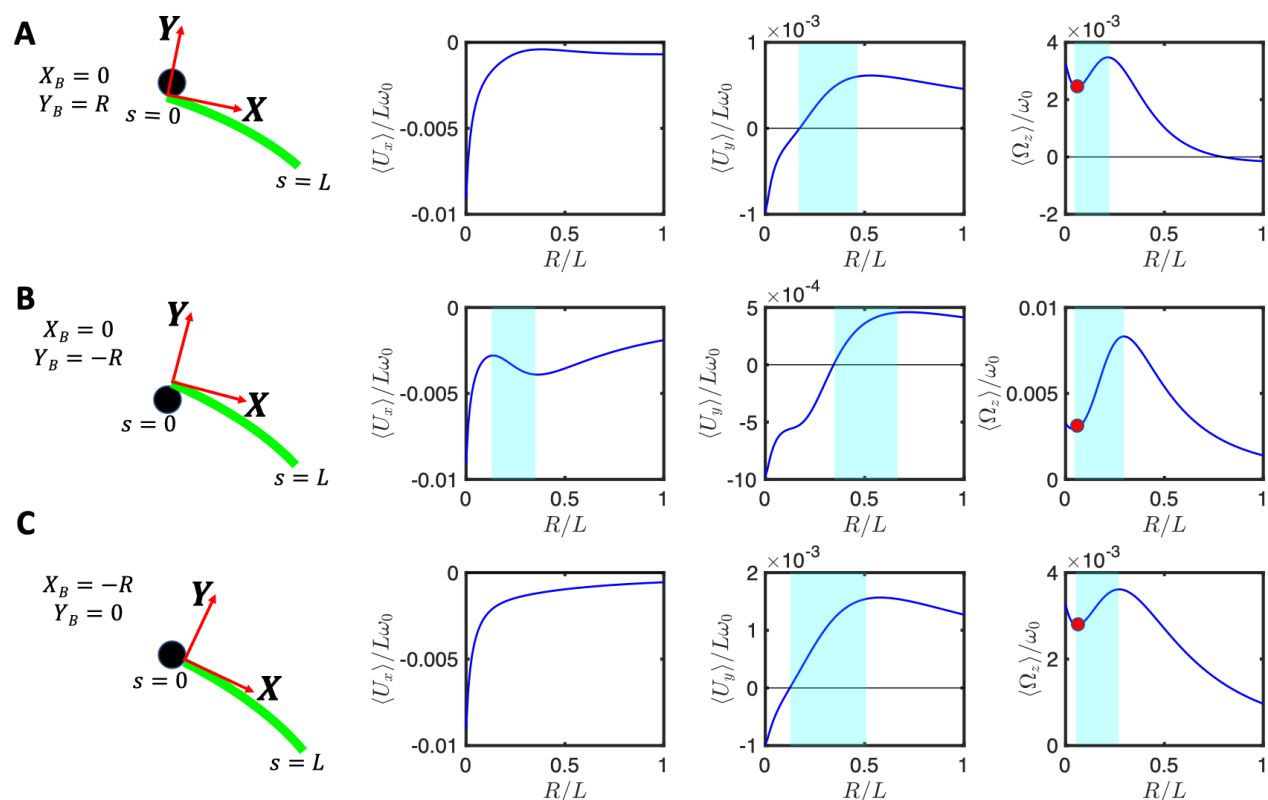 A
Y
X_B = 0
Y_B = R
X
s = 0
s = L
⟨U_x⟩/Lω_0
0
-0.005
-0.01
0
0.5
1
R/L
×10^-3
⟨U_y⟩/Lω_0
1
0
-1
0
0.5
1
R/L
×10^-3
⟨Ω_z⟩/ω_0
4
2
0
-2
0
0.5
1
R/L
B
Y
X_B = 0
Y_B = -R
X
s = 0
s = L
⟨U_x⟩/Lω_0
0
-0.005
-0.01
0
0.5
1
R/L
×10^-4
⟨U_y⟩/Lω_0
5
0
-5
-10
0
0.5
1
R/L
⟨Ω_z⟩/ω_0
0.01
0.005
0
0
0.5
1
R/L
C
X_B = -R
Y_B = 0
Y
X
s = 0
s = L
⟨U_x⟩/Lω_0
0
-0.005
-0.01
0
0.5
1
R/L
×10^-3
⟨U_y⟩/Lω_0
2
1
0
-1
0
0.5
1
R/L
×10^-3
⟨Ω_z⟩/ω_0
4
2
0
0
0.5
1
R/L